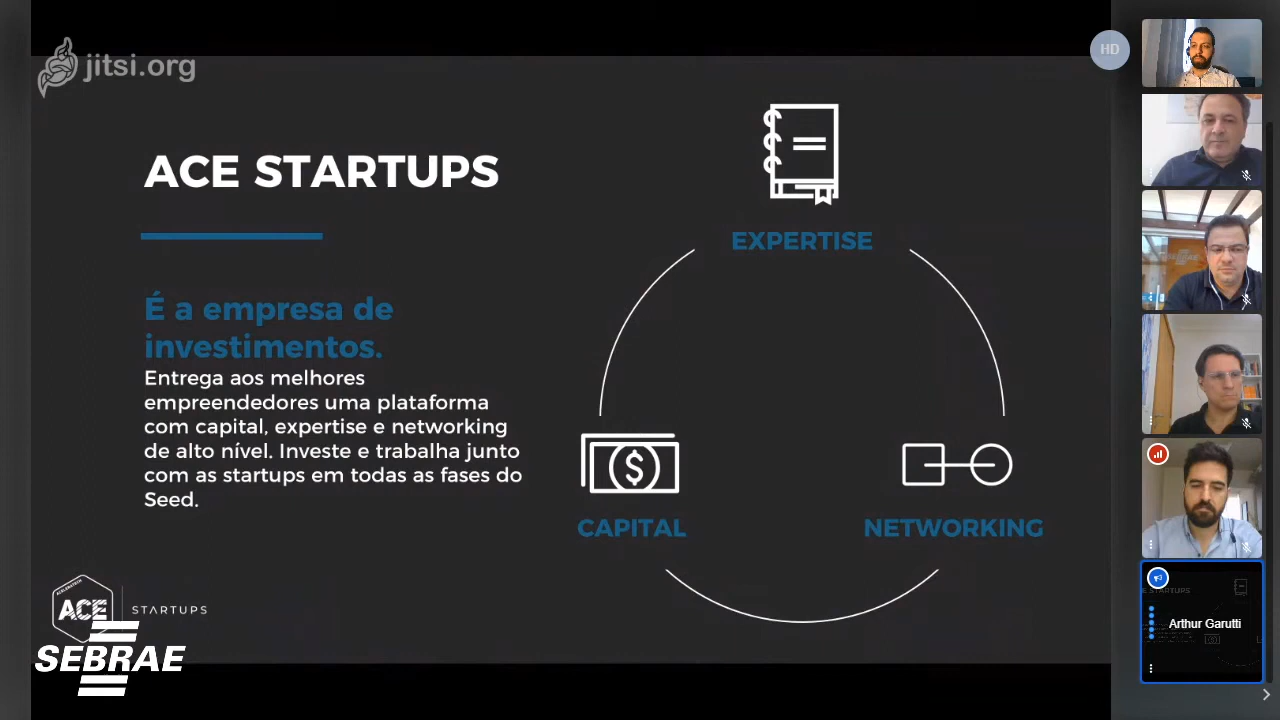 jitsi.org
HD
ACE STARTUPS
EXPERTISE
É a empresa de
investimentos.
Entrega aos melhores
empreendedores uma plataforma
com capital, expertise e networking
de alto nível. Investe e trabalha junto
com as startups em todas as fases do
Seed.
$
CAPITAL
NETWORKING
ACE
STARTUPS
SEBRAE
SEBRAE
E STARTUPS
Arthur Garutti